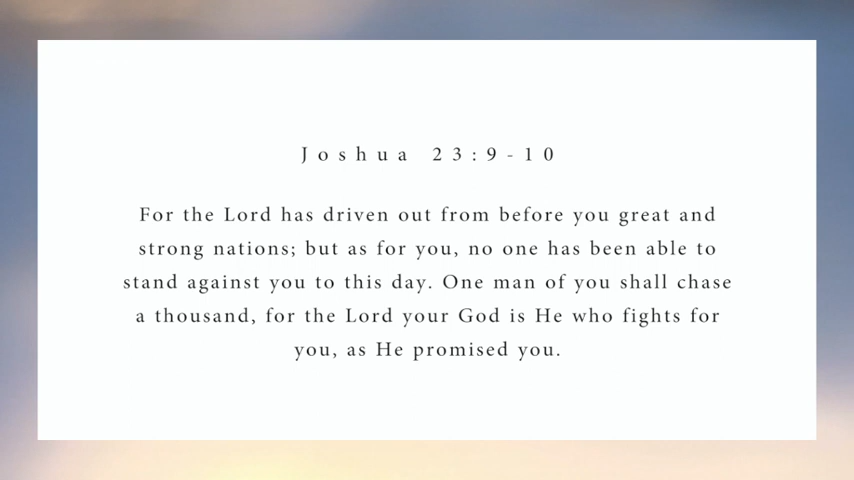 Joshua 23:9-10
For the Lord has driven out from before you great and
strong nations; but as for you, no one has been able to
stand against you to this day. One man of you shall chase
a thousand, for the Lord your God is He who fights for
you, as He promised you.